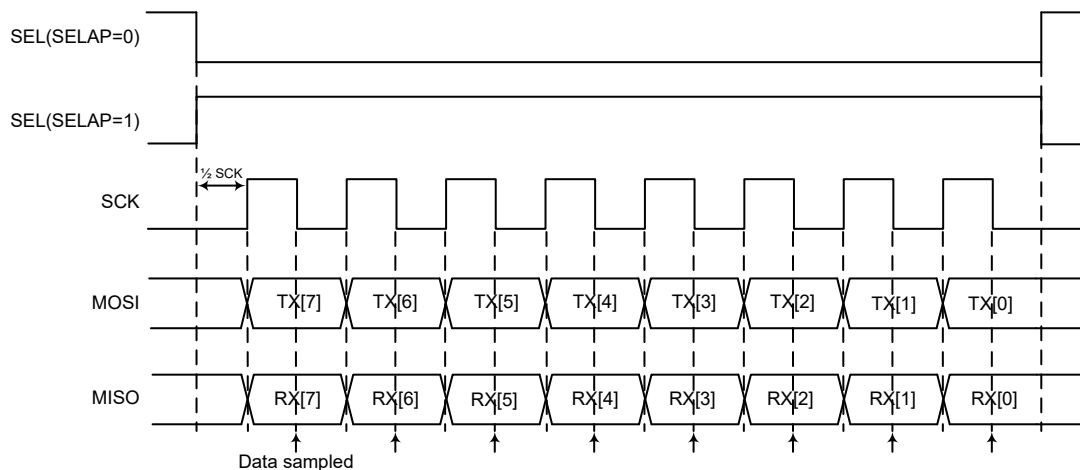 SEL(SELAP=0)
SEL(SELAP=1)
½ SCK
SCK
MOSI
TX[7] TX[6] TX[5] TX[4] TX[3] TX[2] TX[1] TX[0]
MISO
RX[7] RX[6] RX[5] RX[4] RX[3] RX[2] RX[1] RX[0]
Data sampled